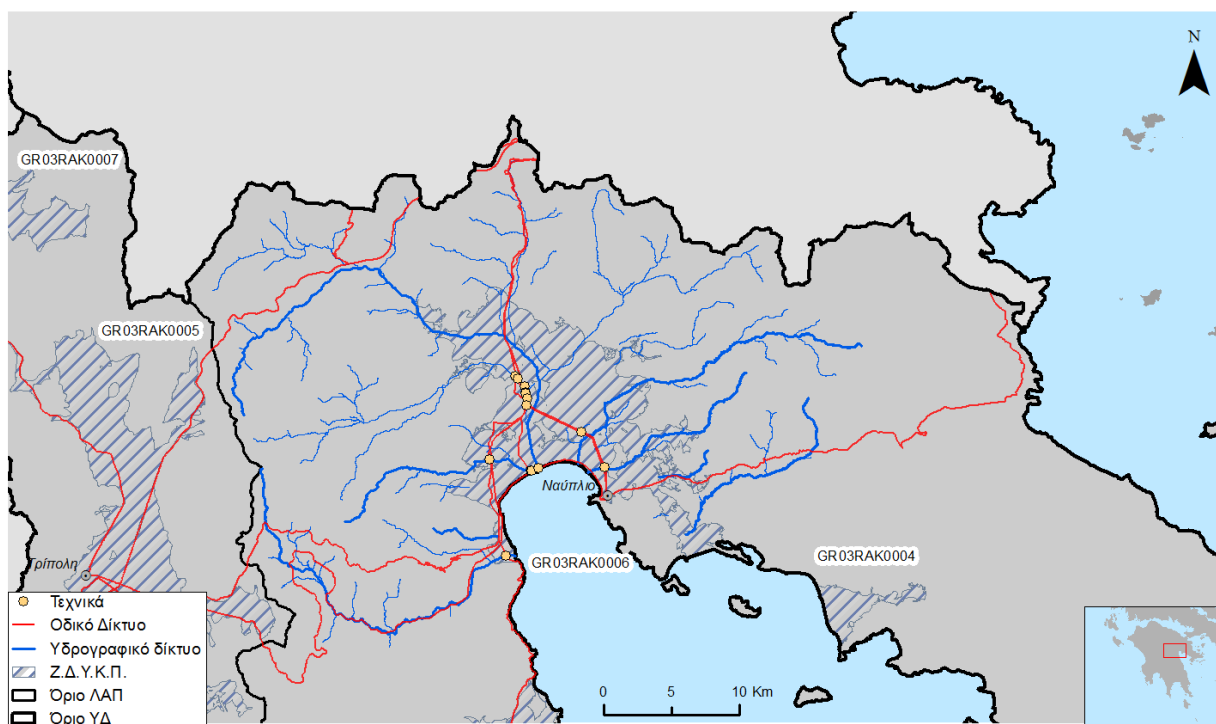 N
GR03RAK0007
GR03RAK0005
Ναύπλιο
GR03RAK0004
GR03RAK0006
Τρίπολη
Τεχνικά
Οδικό Δίκτυο
Υδρογραφικό δίκτυο
Ζ.Δ.Υ.Κ.Π.
Όριο ΛΑΠ
Όριο ΥΔ
0 5 10 Km